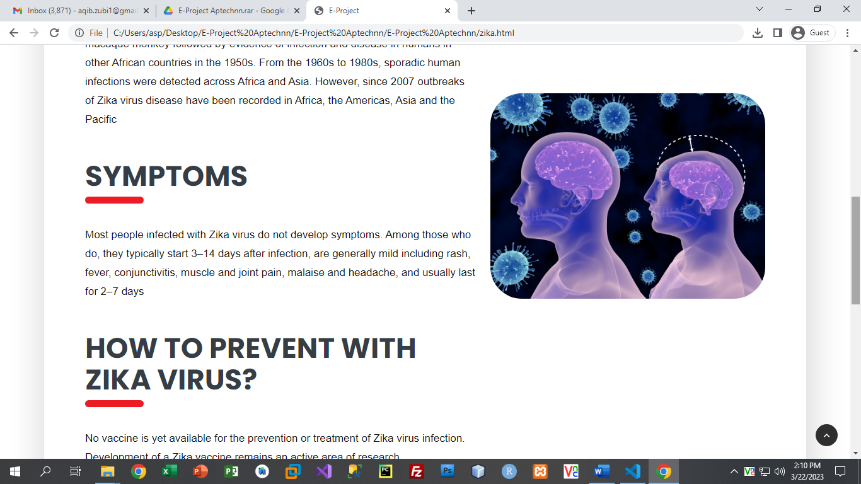 Inbox (3,871) - aqib.zubi1@gmai
E-Project Aptechnn.rar - Google
E-Project
File | C:/Users/asp/Desktop/E-Project%20Aptechnn/E-Project%20Aptechnn/E-Project%20Aptechnn/zika.html
Guest
macaque monkey followed by evidence of infection and disease in humans in
other African countries in the 1950s. From the 1960s to 1980s, sporadic human
infections were detected across Africa and Asia. However, since 2007 outbreaks
of Zika virus disease have been recorded in Africa, the Americas, Asia and the
Pacific
SYMPTOMS
Most people infected with Zika virus do not develop symptoms. Among those who
do, they typically start 3–14 days after infection, are generally mild including rash,
fever, conjunctivitis, muscle and joint pain, malaise and headache, and usually last
for 2–7 days
HOW TO PREVENT WITH
ZIKA VIRUS?
No vaccine is yet available for the prevention or treatment of Zika virus infection.
Development of a Zika vaccine remains an active area of research
2:10 PM
3/22/2023